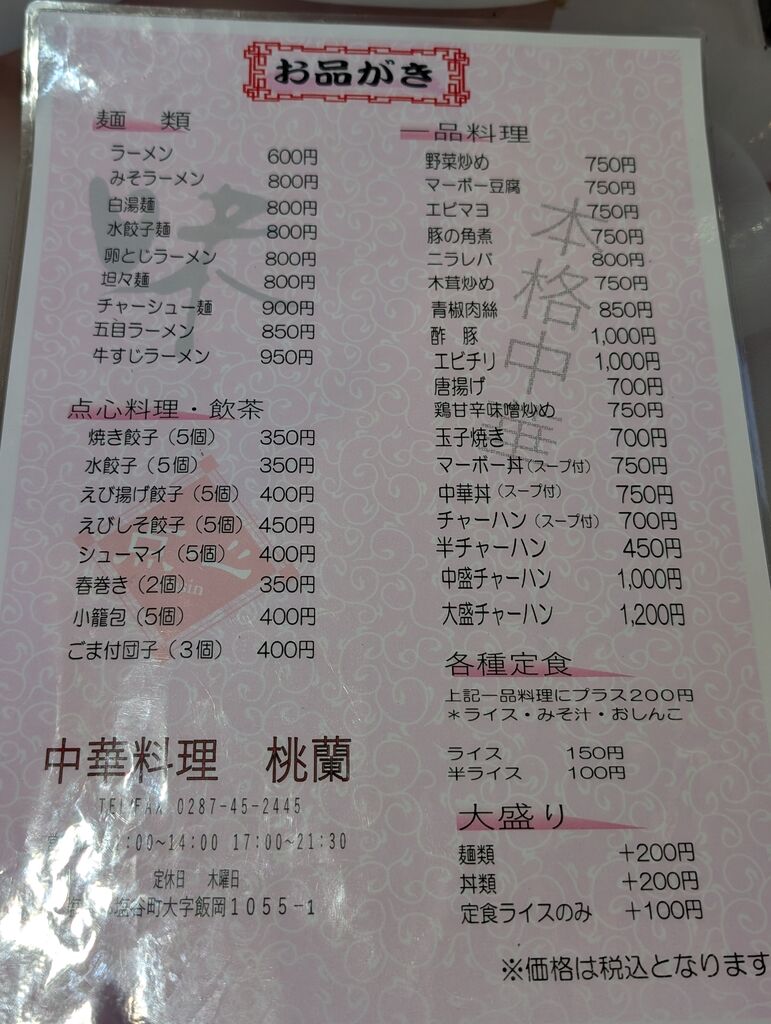 お品がき
麺 類
ラーメン 600円
みそラーメン 800円
白湯麺 800円
水餃子麺 800円
卵とじラーメン 800円
坦々麺 800円
チャーシュー麺 900円
五目ラーメン 850円
牛すじラーメン 950円
点心料理・飲茶
焼き餃子（5個） 350円
水餃子（5個） 350円
えび揚げ餃子（5個） 400円
えびしそ餃子（5個） 450円
シューマイ（5個） 400円
春巻き（2個） 350円
小籠包（5個） 400円
ごま付団子（3個） 400円
中華料理 桃蘭
TEL/FAX 0287-45-2445
:00~14:00 17:00~21:30
定休日 木曜日
塩谷町大字飯岡1055-1
一品料理
野菜炒め 750円
マーボー豆腐 750円
エビマヨ 750円
豚の角煮 750円
ニラレバ 800円
木茸炒め 750円
青椒肉絲 850円
酢 豚 1,000円
エビチリ 1,000円
唐揚げ 700円
鶏甘辛味噌炒め 750円
玉子焼き 700円
マーボー丼（スープ付） 750円
中華丼（スープ付） 750円
チャーハン（スープ付） 700円
半チャーハン 450円
中盛チャーハン 1,000円
大盛チャーハン 1,200円
本格中華
各種定食
上記一品料理にプラス200円
＊ライス・みそ汁・おしんこ
ライス 150円
半ライス 100円
大盛り
麺類 +200円
丼類 +200円
定食ライスのみ +100円
※価格は税込となります